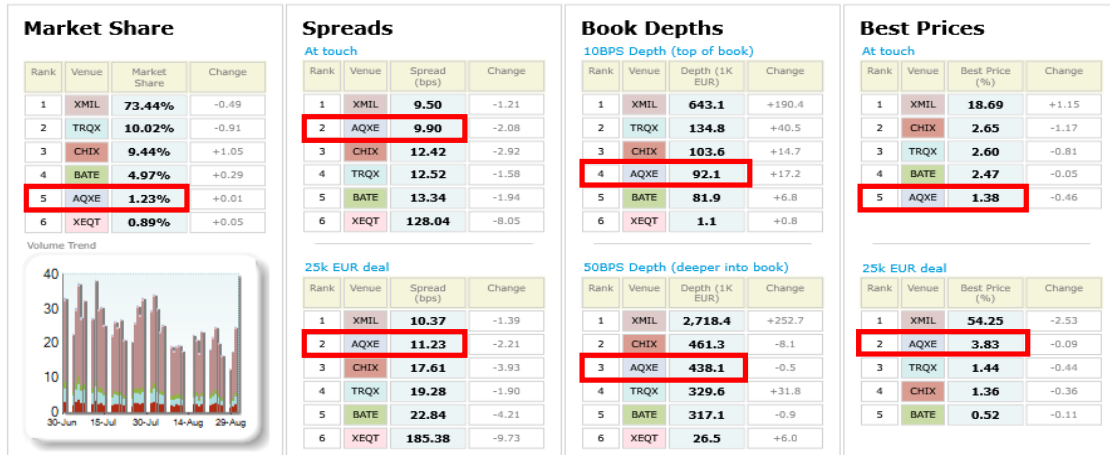 Market Share
Rank Venue Market Share Change
1 XMIL 73.44% -0.49
2 TRQX 10.02% -0.91
3 CHIX 9.44% +1.05
4 BATE 4.97% +0.29
5 AQXE 1.23% +0.01
6 XEQT 0.89% +0.05
Volume Trend
40
30
20
10
0
30-Jun 15-Jul 30-Jul 14-Aug 29-Aug
Spreads
At touch
Rank Venue Spread (bps) Change
1 XMIL 9.50 -1.21
2 AQXE 9.90 -2.08
3 CHIX 12.42 -2.92
4 TRQX 12.52 -1.58
5 BATE 13.34 -1.94
6 XEQT 128.04 -8.05
25k EUR deal
Rank Venue Spread (bps) Change
1 XMIL 10.37 -1.39
2 AQXE 11.23 -2.21
3 CHIX 17.61 -3.93
4 TRQX 19.28 -1.90
5 BATE 22.84 -4.21
6 XEQT 185.38 -9.73
Book Depths
10BPS Depth (top of book)
Rank Venue Depth (1K EUR) Change
1 XMIL 643.1 +190.4
2 TRQX 134.8 +40.5
3 CHIX 103.6 +14.7
4 AQXE 92.1 +17.2
5 BATE 81.9 +6.8
6 XEQT 1.1 +0.8
50BPS Depth (deeper into book)
Rank Venue Depth (1K EUR) Change
1 XMIL 2,718.4 +252.7
2 CHIX 461.3 -8.1
3 AQXE 438.1 -0.5
4 TRQX 329.6 +31.8
5 BATE 317.1 -0.9
6 XEQT 26.5 +6.0
Best Prices
At touch
Rank Venue Best Price (%) Change
1 XMIL 18.69 +1.15
2 CHIX 2.65 -1.17
3 TRQX 2.60 -0.81
4 BATE 2.47 -0.05
5 AQXE 1.38 -0.46
25k EUR deal
Rank Venue Best Price (%) Change
1 XMIL 54.25 -2.53
2 AQXE 3.83 -0.09
3 TRQX 1.44 -0.44
4 CHIX 1.36 -0.36
5 BATE 0.52 -0.11